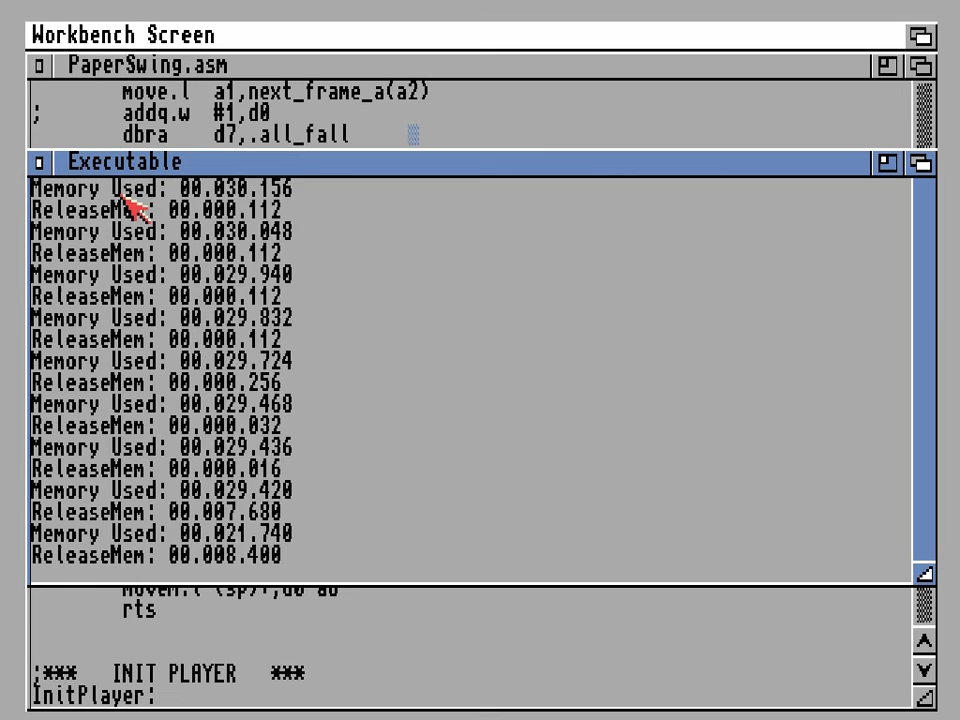 Workbench Screen
PaperSwing.asm
move.l a1,next_frame_a(a2)
; addq.w #1,d0
dbra d7,.all_fall
Executable
Memory Used: 00.030.156
ReleaseMem: 00.000.112
Memory Used: 00.030.048
ReleaseMem: 00.000.112
Memory Used: 00.029.940
ReleaseMem: 00.000.112
Memory Used: 00.029.832
ReleaseMem: 00.000.112
Memory Used: 00.029.724
ReleaseMem: 00.000.256
Memory Used: 00.029.468
ReleaseMem: 00.000.032
Memory Used: 00.029.436
ReleaseMem: 00.000.016
Memory Used: 00.029.420
ReleaseMem: 00.007.680
Memory Used: 00.021.740
ReleaseMem: 00.008.400
rts
;*** INIT PLAYER ***
InitPlayer: